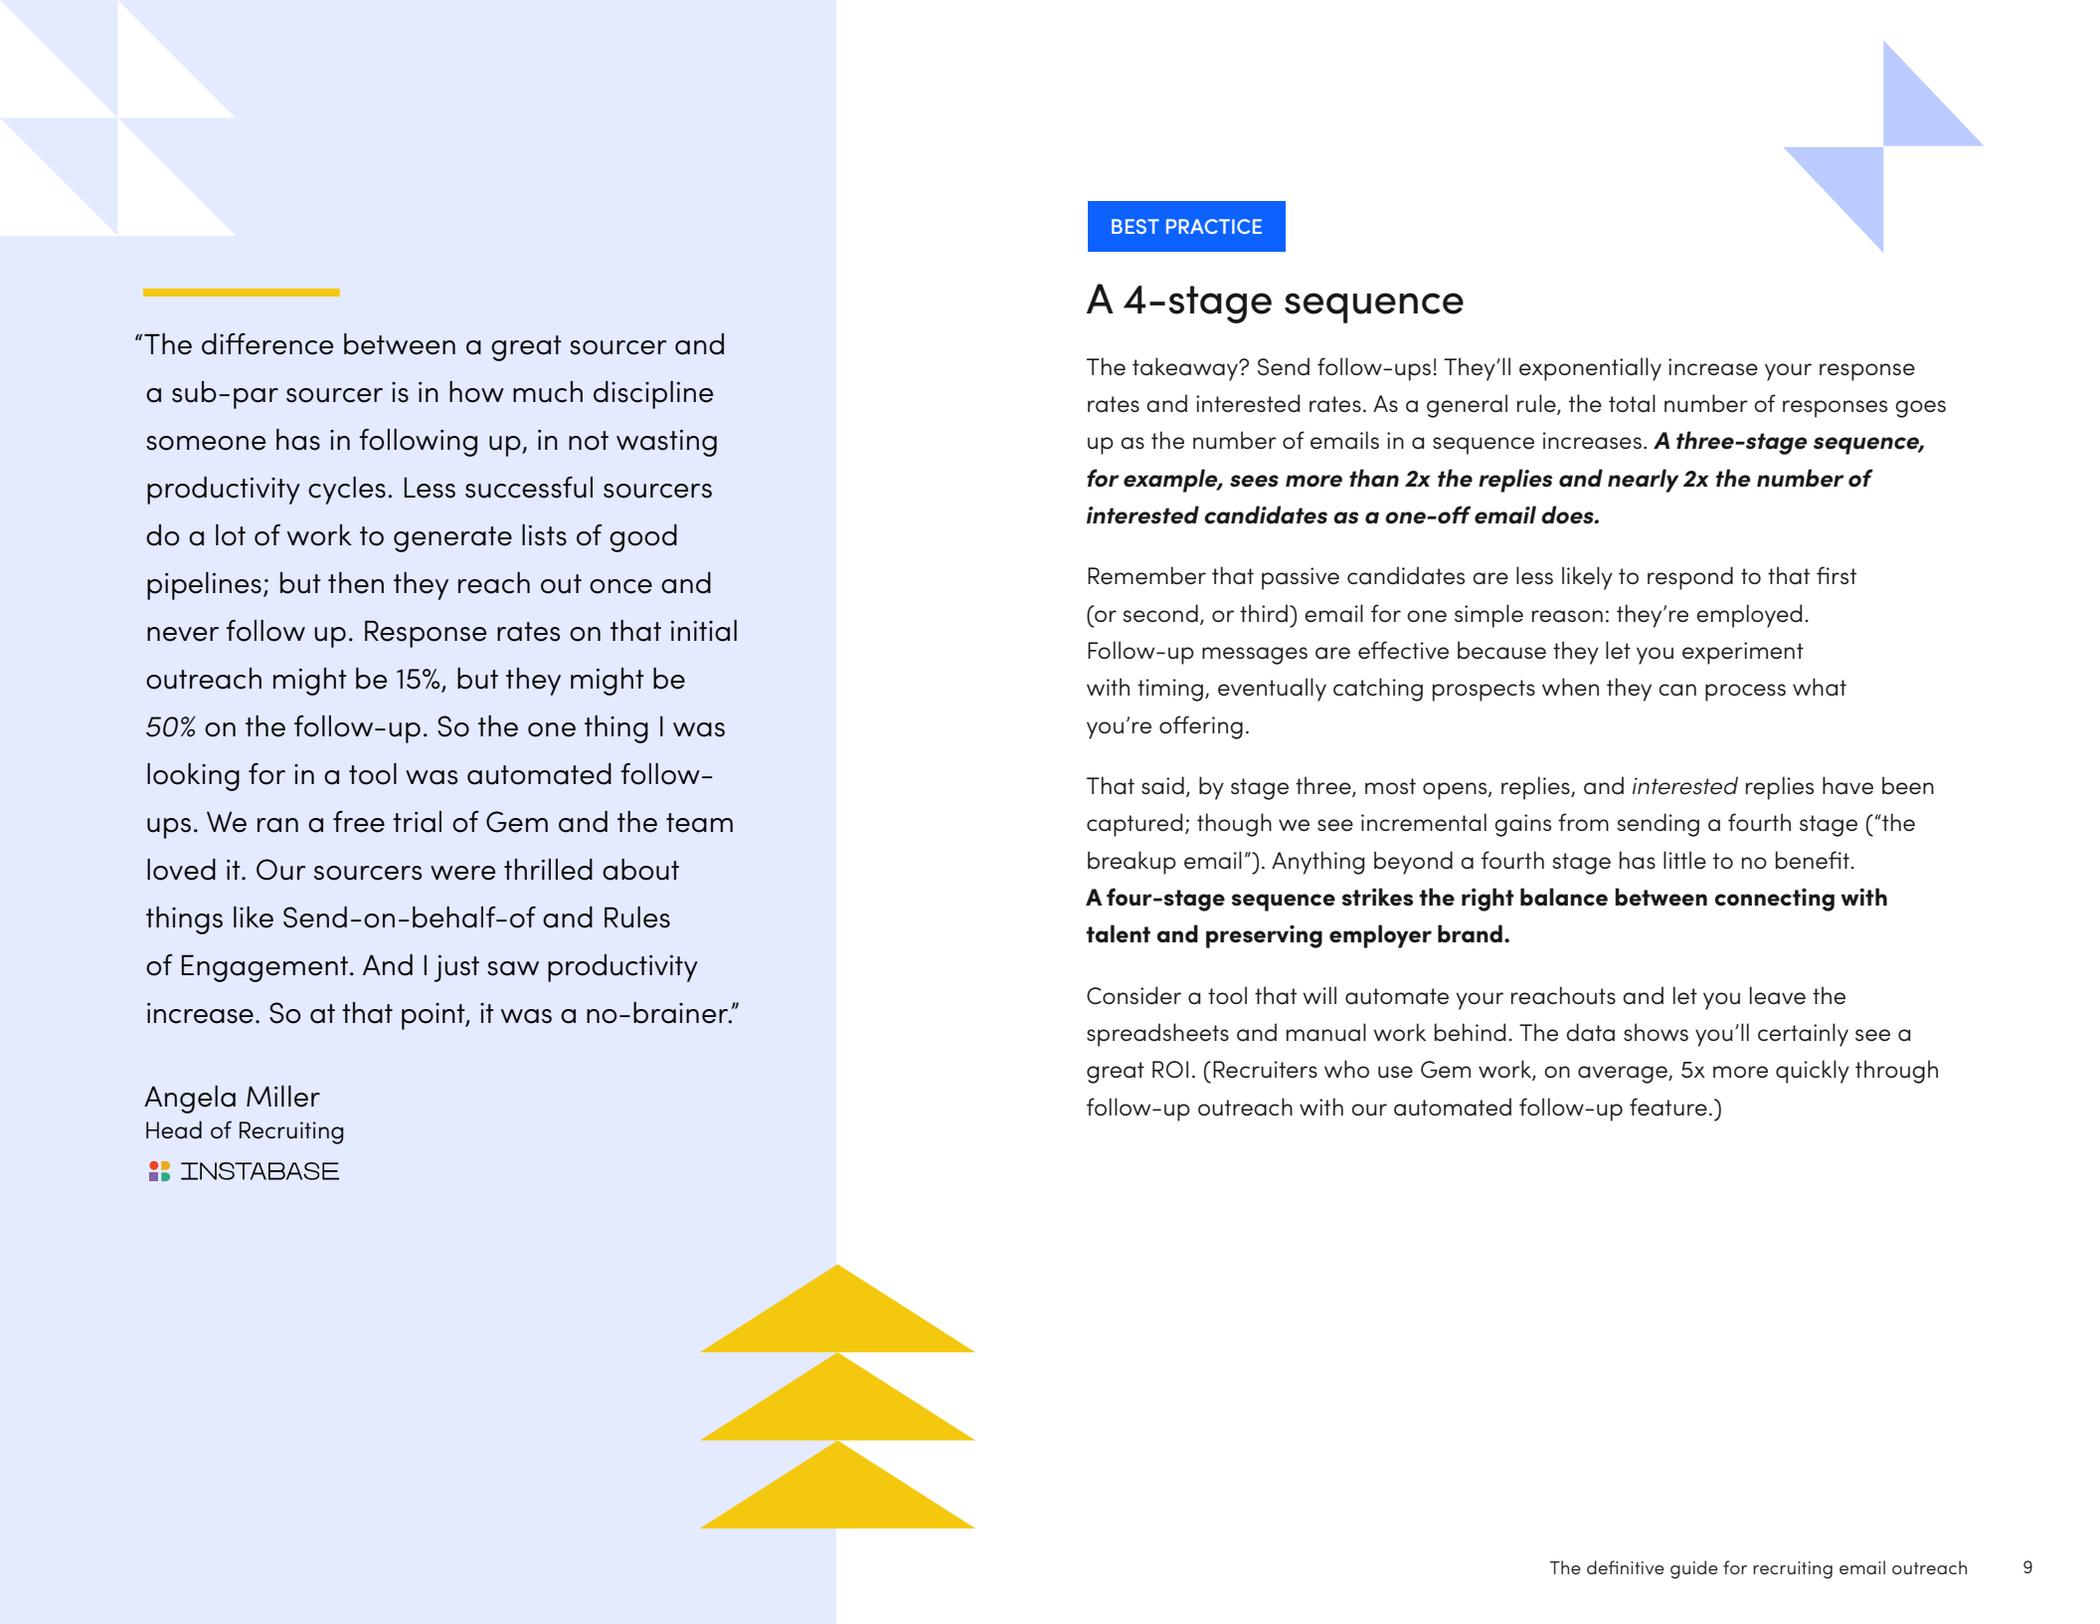 “The difference between a great sourcer and
a sub-par sourcer is in how much discipline
someone has in following up, in not wasting
productivity cycles. Less successful sourcers
do a lot of work to generate lists of good
pipelines; but then they reach out once and
never follow up. Response rates on that initial
outreach might be 15%, but they might be
50% on the follow-up. So the one thing I was
looking for in a tool was automated follow-
ups. We ran a free trial of Gem and the team
loved it. Our sourcers were thrilled about
things like Send-on-behalf-of and Rules
of Engagement. And I just saw productivity
increase. So at that point, it was a no-brainer.”
Angela Miller
Head of Recruiting
INSTABASE
BEST PRACTICE
A 4-stage sequence
The takeaway? Send follow-ups! They’ll exponentially increase your response
rates and interested rates. As a general rule, the total number of responses goes
up as the number of emails in a sequence increases. A three-stage sequence,
for example, sees more than 2x the replies and nearly 2x the number of
interested candidates as a one-off email does.
Remember that passive candidates are less likely to respond to that first
(or second, or third) email for one simple reason: they’re employed.
Follow-up messages are effective because they let you experiment
with timing, eventually catching prospects when they can process what
you’re offering.
That said, by stage three, most opens, replies, and interested replies have been
captured; though we see incremental gains from sending a fourth stage (“the
breakup email”). Anything beyond a fourth stage has little to no benefit.
A four-stage sequence strikes the right balance between connecting with
talent and preserving employer brand.
Consider a tool that will automate your reachouts and let you leave the
spreadsheets and manual work behind. The data shows you’ll certainly see a
great ROI. (Recruiters who use Gem work, on average, 5x more quickly through
follow-up outreach with our automated follow-up feature.)
The definitive guide for recruiting email outreach 9